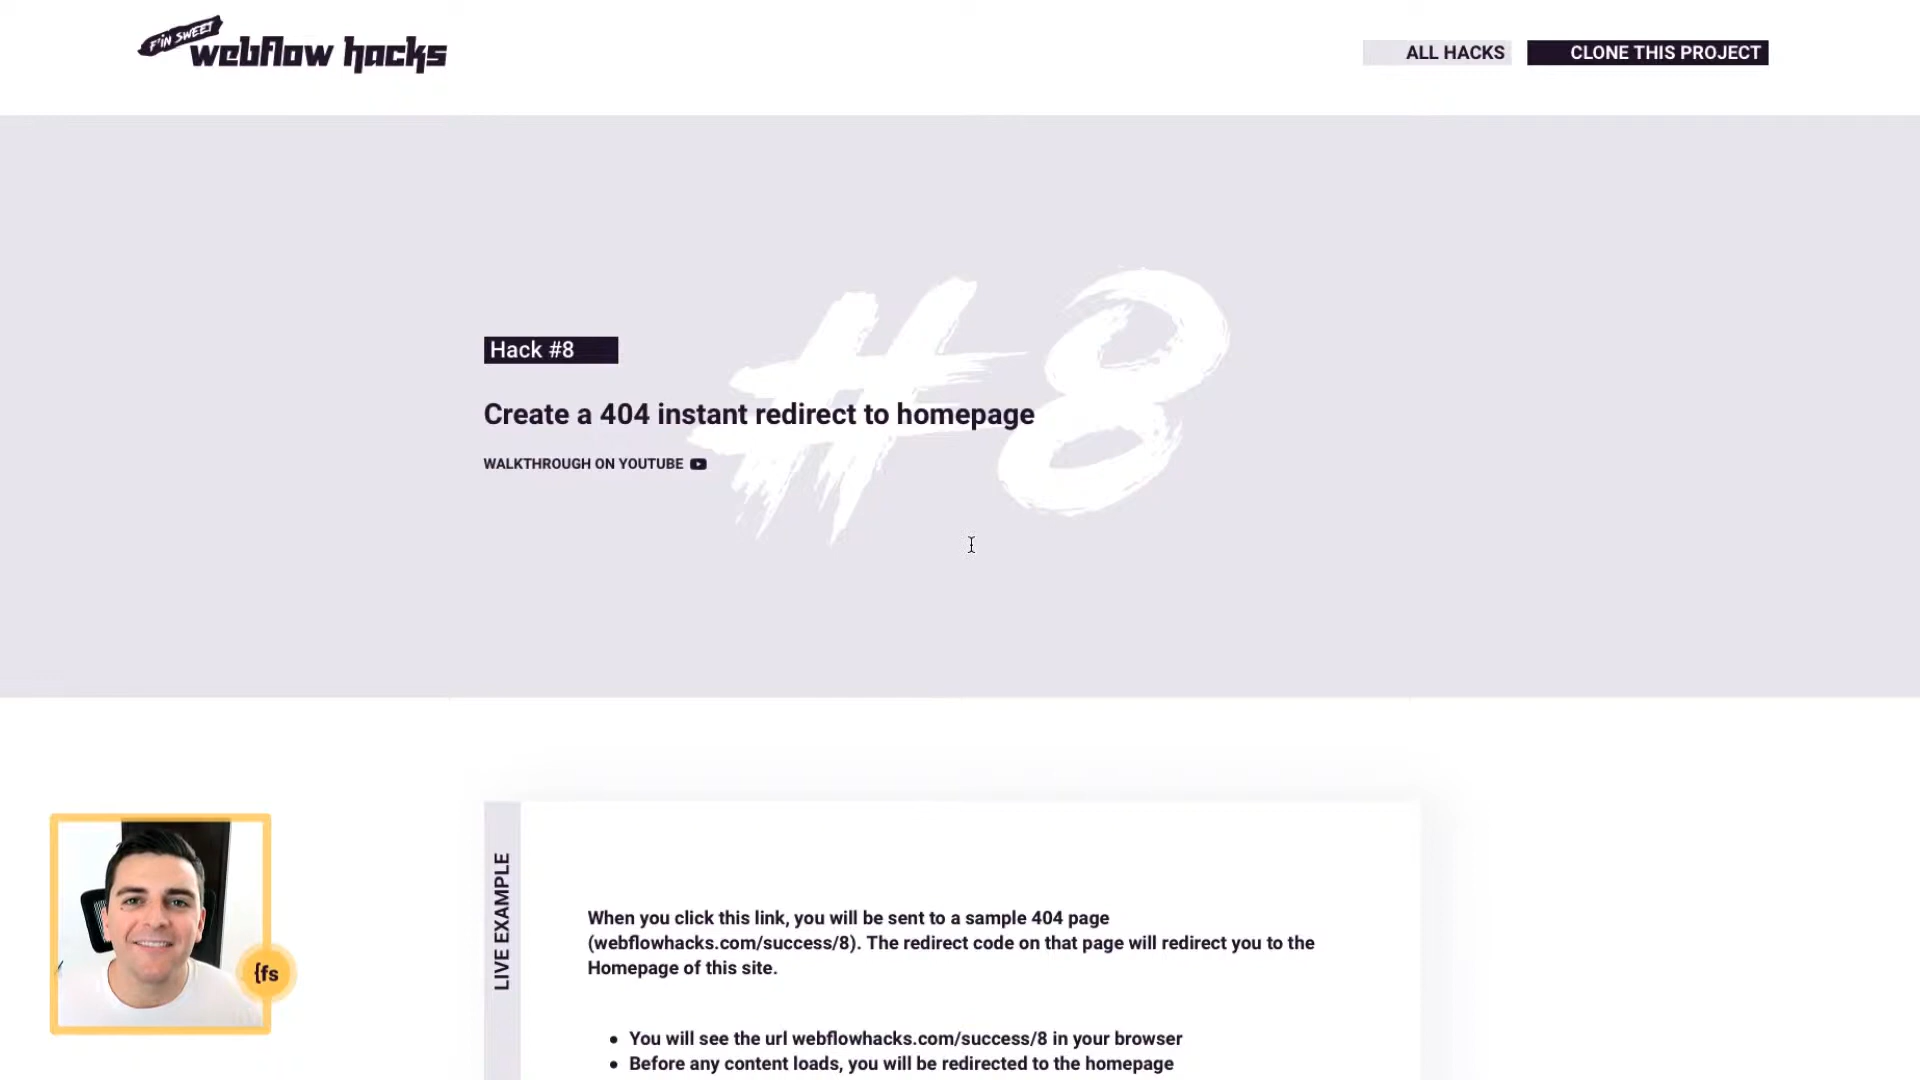 F'IN SWEET
webflow hacks
ALL HACKS
CLONE THIS PROJECT
#8
Hack #8
Create a 404 instant redirect to homepage
WALKTHROUGH ON YOUTUBE
LIVE EXAMPLE
When you click this link, you will be sent to a sample 404 page
(webflowhacks.com/success/8). The redirect code on that page will redirect you to the
Homepage of this site.
You will see the url webflowhacks.com/success/8 in your browser
Before any content loads, you will be redirected to the homepage
{fs